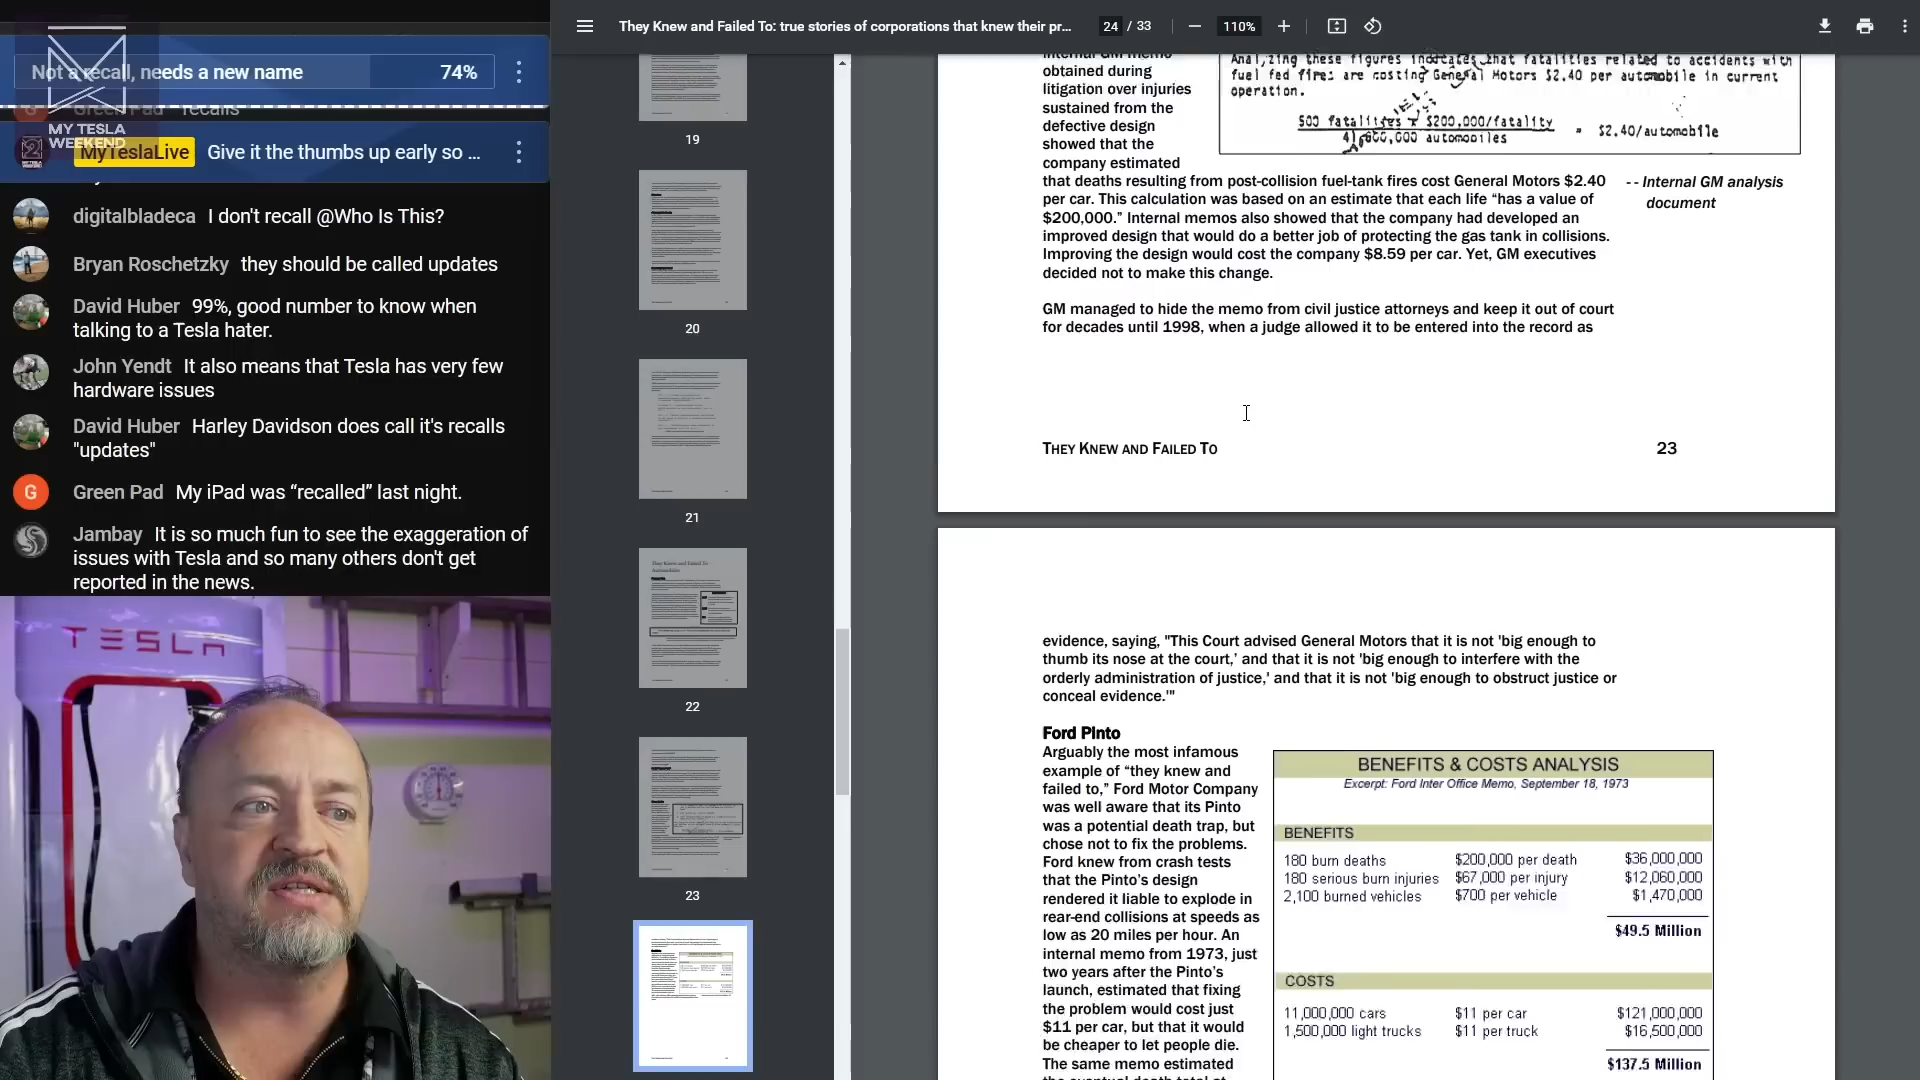 They Knew and Failed To: true stories of corporations that knew their pr...
24 / 33
110%
Not a recall, needs a new name
74%
MY TESLA
WEEKEND
Green Pad recalls
MyTeslaLive Give it the thumbs up early so ...
digitalbladeca I don't recall @Who Is This?
Bryan Roschetzky they should be called updates
David Huber 99%, good number to know when
talking to a Tesla hater.
John Yendt It also means that Tesla has very few
hardware issues
David Huber Harley Davidson does call it's recalls
"updates"
G
Green Pad My iPad was “recalled” last night.
Jambay It is so much fun to see the exaggeration of
issues with Tesla and so many others don't get
reported in the news.
TESLA
19
20
21
22
23
They Knew and Failed To
Internal GM memo
obtained during
litigation over injuries
sustained from the
defective design
showed that the
company estimated
that deaths resulting from post-collision fuel-tank fires cost General Motors $2.40
per car. This calculation was based on an estimate that each life “has a value of
$200,000.” Internal memos also showed that the company had developed an
improved design that would do a better job of protecting the gas tank in collisions.
Improving the design would cost the company $8.59 per car. Yet, GM executives
decided not to make this change.
Analyzing these figures indicates that fatalities related to accidents with
fuel fed fires are costing General Motors $2.40 per automobile in current
operation.
500 fatalities x $200,000/fatality
automobiles
= $2.40/automobile
- - Internal GM analysis
document
GM managed to hide the memo from civil justice attorneys and keep it out of court
for decades until 1998, when a judge allowed it to be entered into the record as
THEY KNEW AND FAILED TO
23
evidence, saying, "This Court advised General Motors that it is not 'big enough to
thumb its nose at the court,’ and that it is not 'big enough to interfere with the
orderly administration of justice,' and that it is not 'big enough to obstruct justice or
conceal evidence.'"
Ford Pinto
Arguably the most infamous
example of “they knew and
failed to,” Ford Motor Company
was well aware that its Pinto
was a potential death trap, but
chose not to fix the problems.
Ford knew from crash tests
that the Pinto’s design
rendered it liable to explode in
rear-end collisions at speeds as
low as 20 miles per hour. An
internal memo from 1973, just
two years after the Pinto’s
launch, estimated that fixing
the problem would cost just
$11 per car, but that it would
be cheaper to let people die.
The same memo estimated
BENEFITS & COSTS ANALYSIS
Excerpt: Ford Inter Office Memo, September 18, 1973
BENEFITS
180 burn deaths $200,000 per death $36,000,000
180 serious burn injuries $67,000 per injury $12,060,000
2,100 burned vehicles $700 per vehicle $1,470,000
$49.5 Million
COSTS
11,000,000 cars $11 per car $121,000,000
1,500,000 light trucks $11 per truck $16,500,000
$137.5 Million